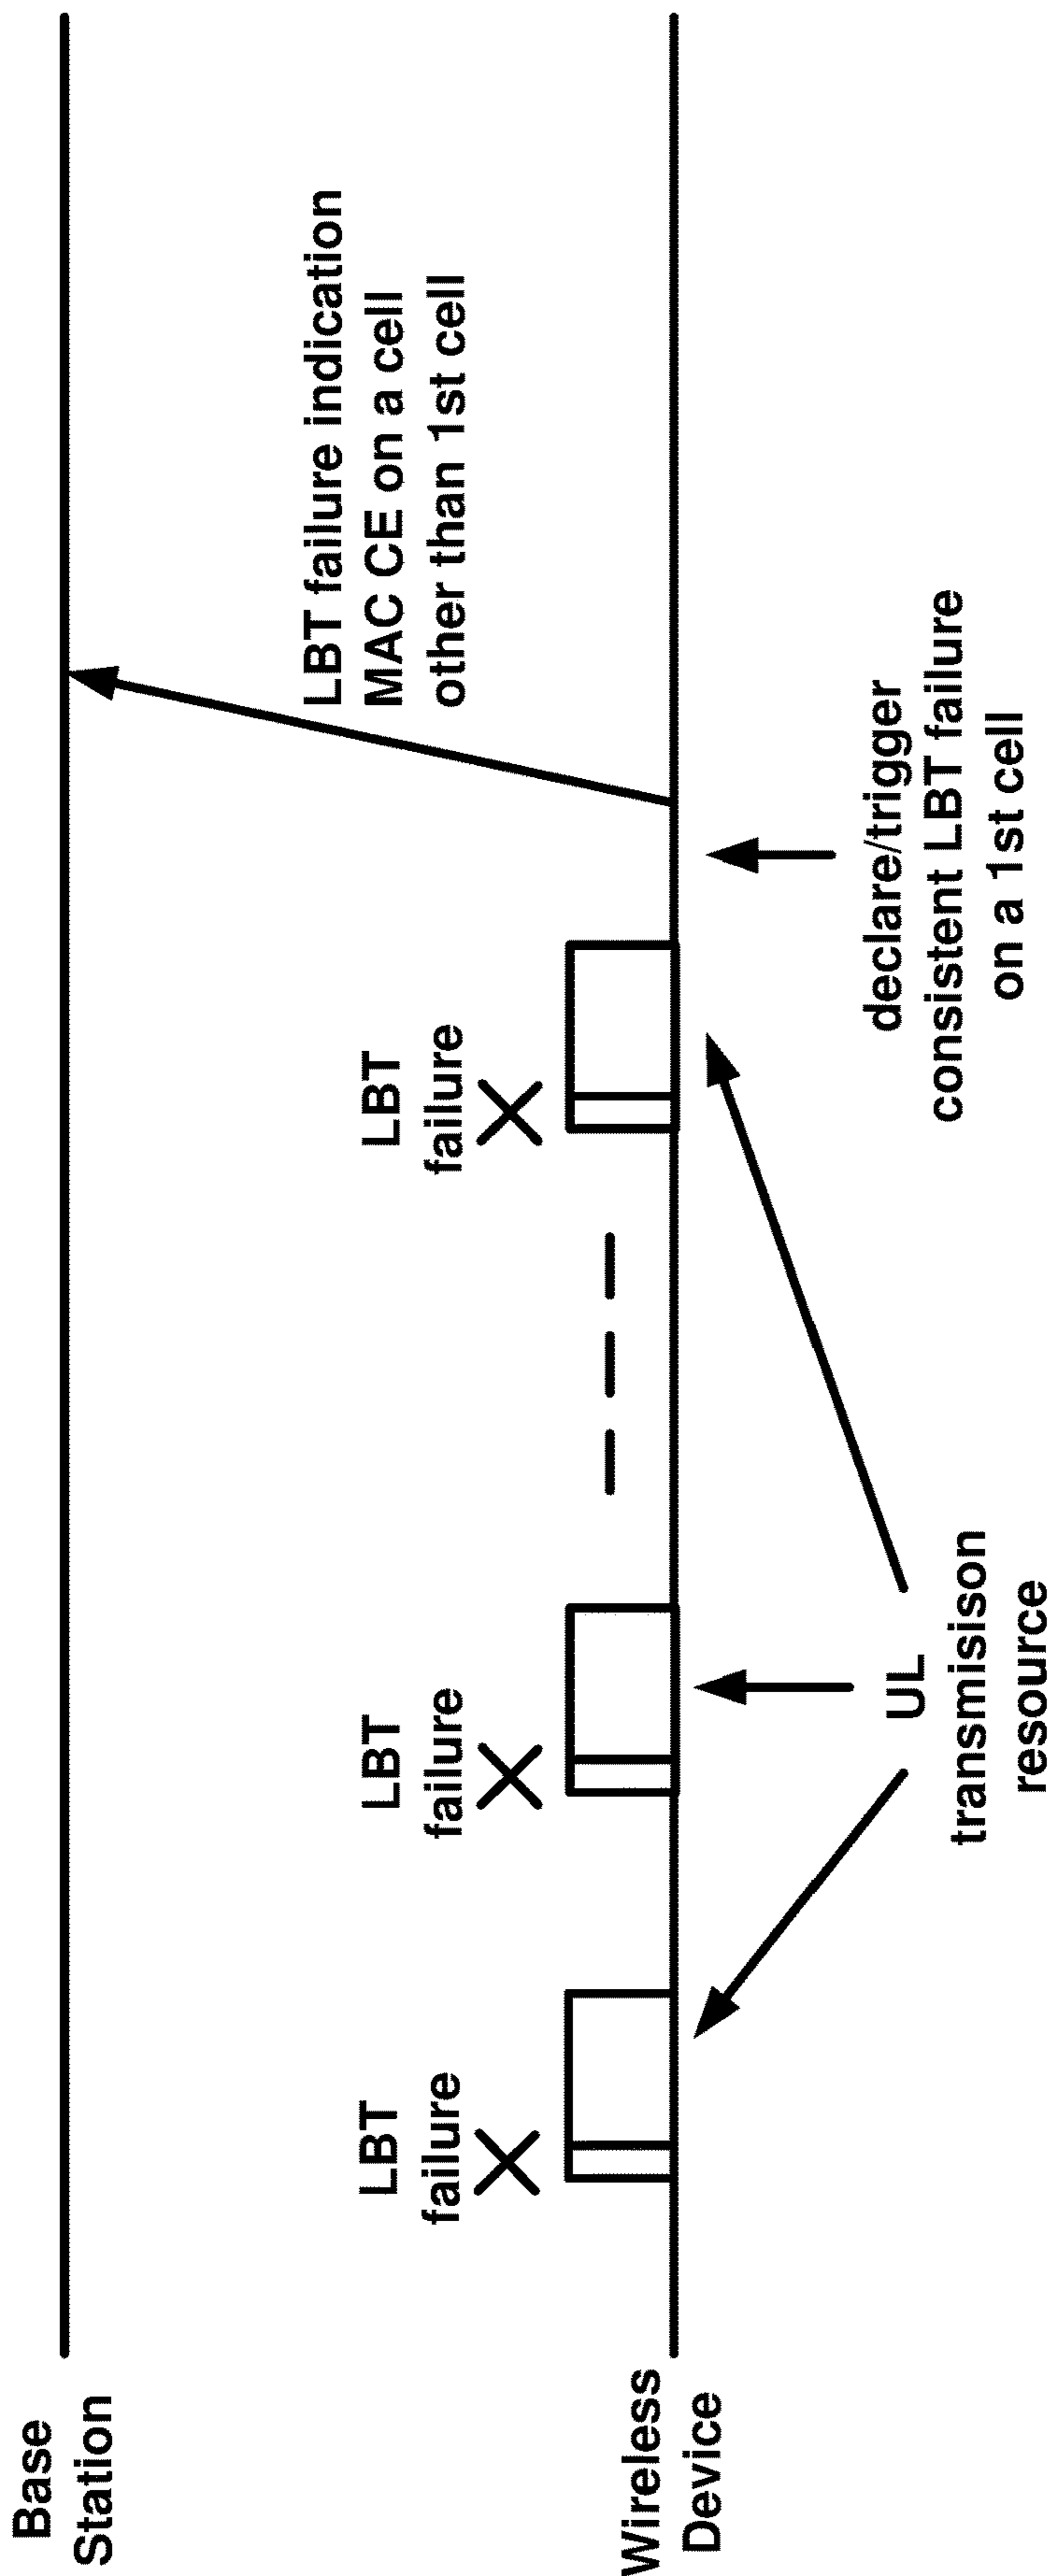 Base
Station
LBT failure indication
MAC CE on a cell
other than 1st cell
LBT
failure
LBT
failure
LBT
failure
Wireless
Device
UL
transmisison
resource
declare/trigger
consistent LBT failure
on a 1st cell